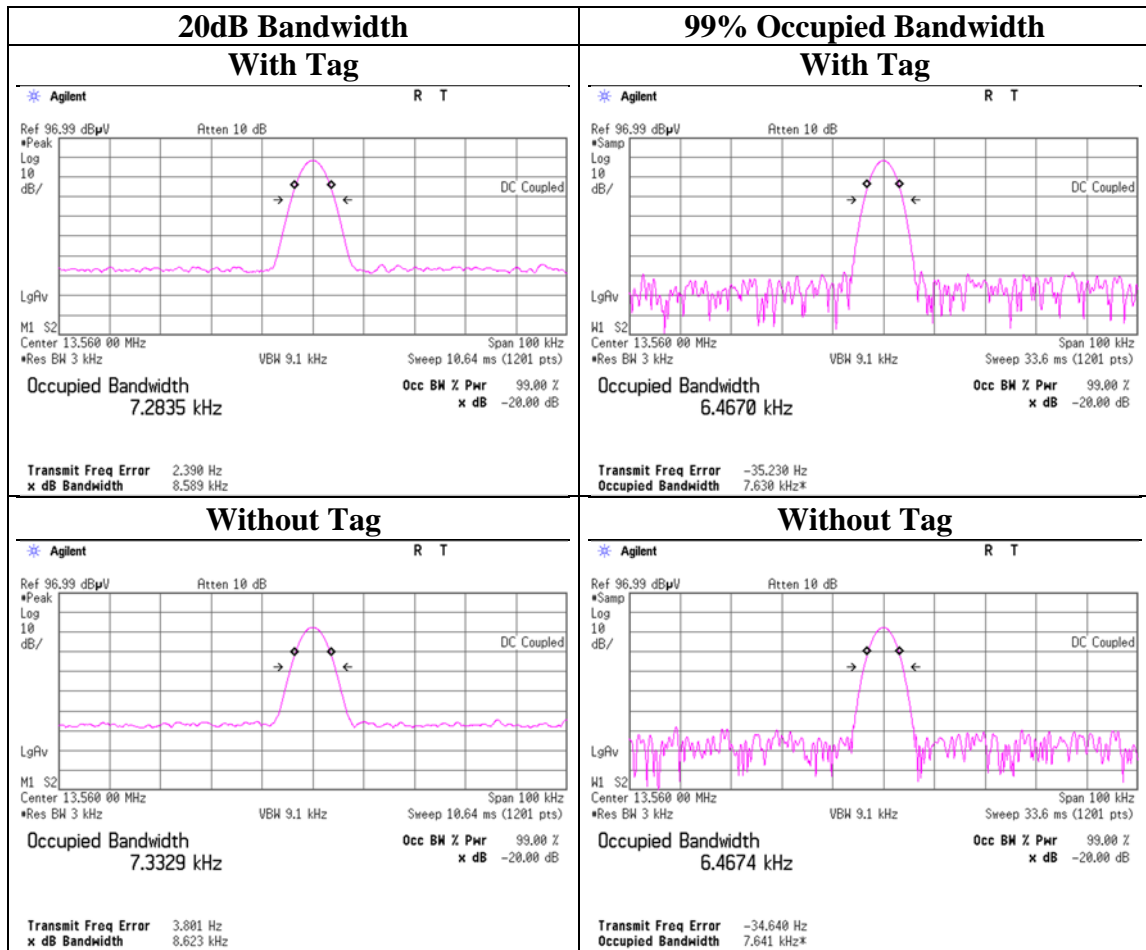 20dB Bandwidth
99% Occupied Bandwidth
With Tag
With Tag
Agilent
R T
Ref 96.99 dBµV
Atten 10 dB
#Peak
Log
10
dB/
DC Coupled
LgAv
M1 S2
Center 13.560 00 MHz
Span 100 kHz
#Res BW 3 kHz
VBW 9.1 kHz
Sweep 10.64 ms (1201 pts)
Occupied Bandwidth
7.2835 kHz
Occ BW % Pwr 99.00 %
x dB -20.00 dB
Transmit Freq Error 2.390 Hz
x dB Bandwidth 8.589 kHz
Agilent
R T
Ref 96.99 dBµV
Atten 10 dB
#Samp
Log
10
dB/
DC Coupled
LgAv
W1 S2
Center 13.560 00 MHz
Span 100 kHz
#Res BW 3 kHz
VBW 9.1 kHz
Sweep 33.6 ms (1201 pts)
Occupied Bandwidth
6.4670 kHz
Occ BW % Pwr 99.00 %
x dB -20.00 dB
Transmit Freq Error -35.230 Hz
Occupied Bandwidth 7.630 kHz*
Without Tag
Without Tag
Agilent
R T
Ref 96.99 dBµV
Atten 10 dB
#Peak
Log
10
dB/
DC Coupled
LgAv
M1 S2
Center 13.560 00 MHz
Span 100 kHz
#Res BW 3 kHz
VBW 9.1 kHz
Sweep 10.64 ms (1201 pts)
Occupied Bandwidth
7.3329 kHz
Occ BW % Pwr 99.00 %
x dB -20.00 dB
Transmit Freq Error 3.801 Hz
x dB Bandwidth 8.623 kHz
Agilent
R T
Ref 96.99 dBµV
Atten 10 dB
#Samp
Log
10
dB/
DC Coupled
LgAv
W1 S2
Center 13.560 00 MHz
Span 100 kHz
#Res BW 3 kHz
VBW 9.1 kHz
Sweep 33.6 ms (1201 pts)
Occupied Bandwidth
6.4674 kHz
Occ BW % Pwr 99.00 %
x dB -20.00 dB
Transmit Freq Error -34.640 Hz
Occupied Bandwidth 7.641 kHz*